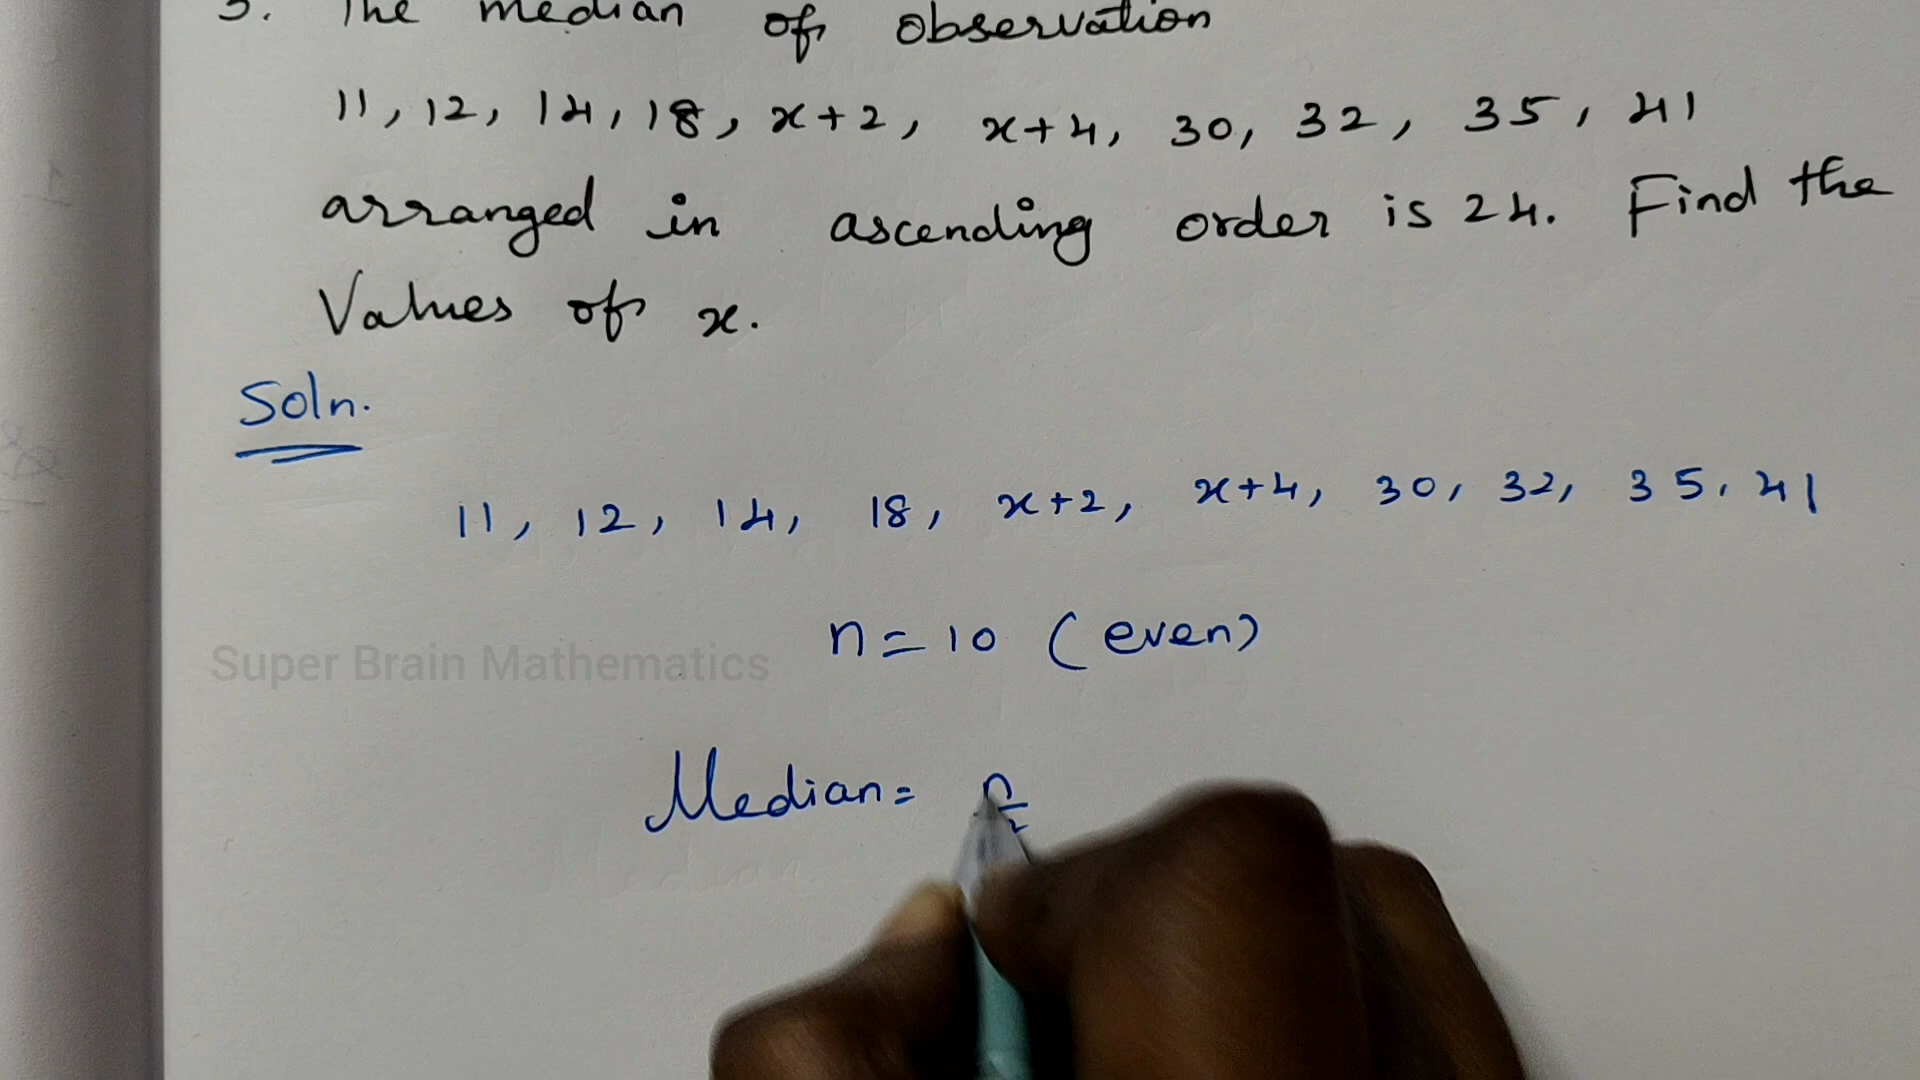 3. The median of observation
11, 12, 14, 18, x+2, x+4, 30, 32, 35, 41
arranged in ascending order is 24. Find the
Values of x.
Soln.
11, 12, 14, 18, x+2, x+4, 30, 32, 35, 41
n = 10 (even)
Super Brain Mathematics
Median = n/2